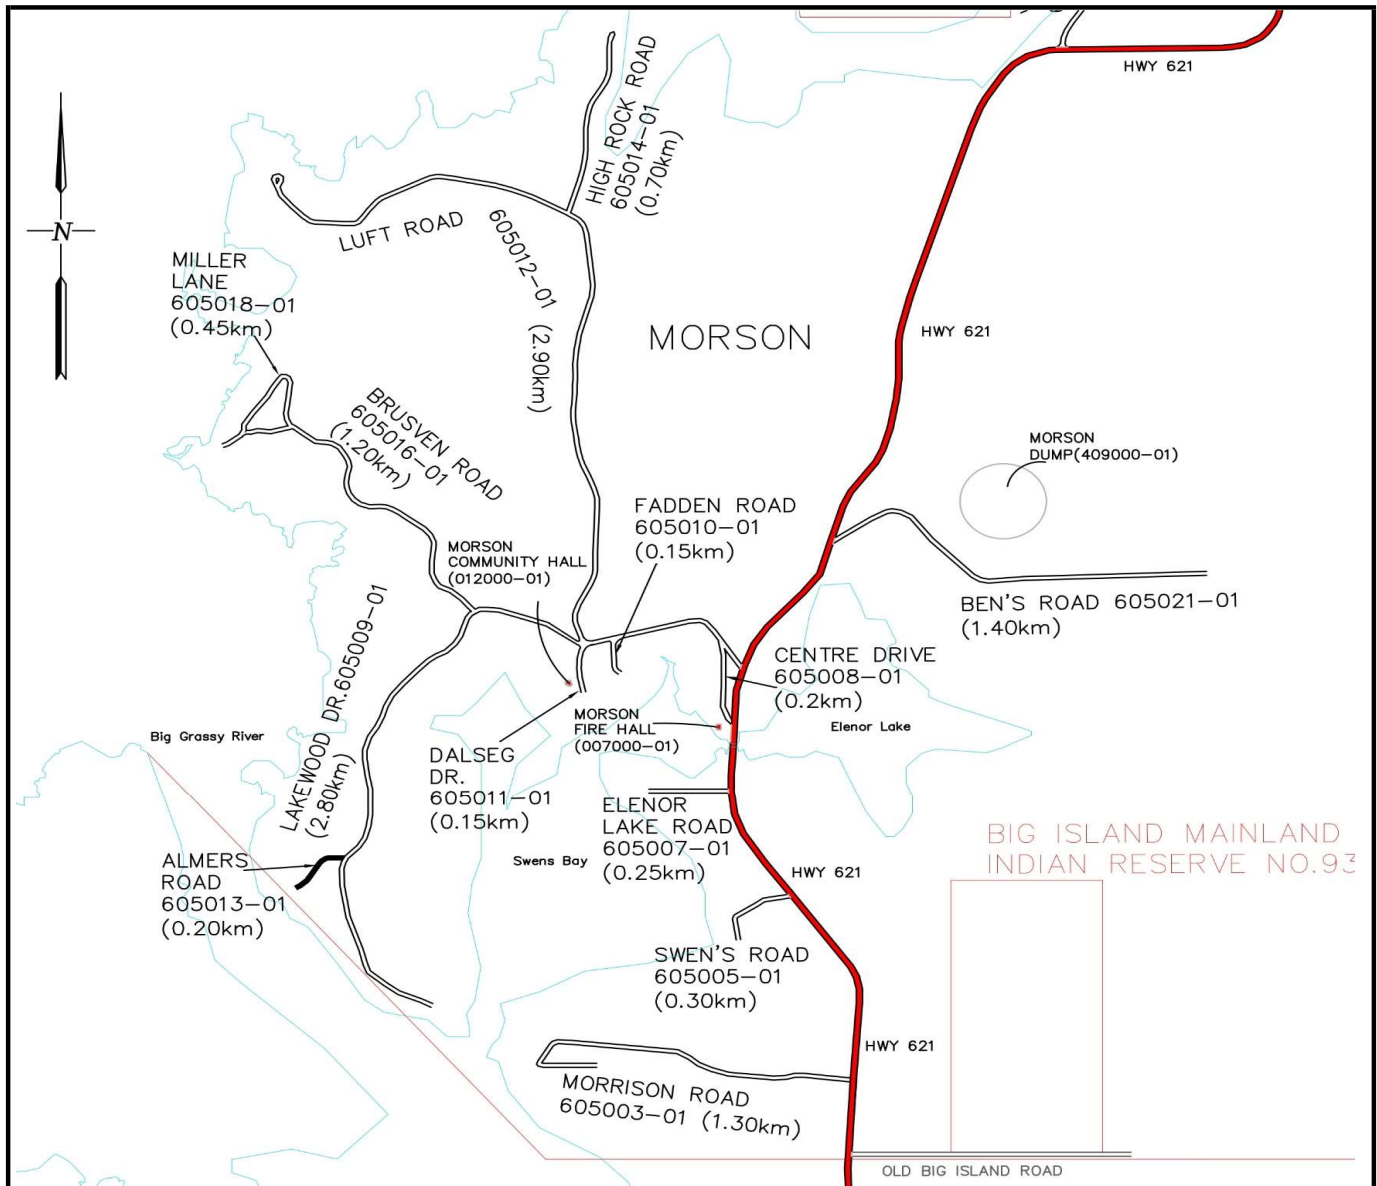 HWY 621
HIGH ROCK ROAD
605014-01
(0.70km)
LUFT ROAD
605012-01 (2.90km)
N
MILLER
LANE
605018-01
(0.45km)
MORSON
HWY 621
BRUSVEN ROAD
605016-01
(1.20km)
MORSON
DUMP(409000-01)
FADDEN ROAD
605010-01
(0.15km)
MORSON
COMMUNITY HALL
(012000-01)
BEN'S ROAD 605021-01
(1.40km)
LAKEWOOD DR.605009-01
(2.80km)
CENTRE DRIVE
605008-01
(0.2km)
MORSON
FIRE HALL
(007000-01)
Elenor Lake
Big Grassy River
DALSEG
DR.
605011-01
(0.15km)
ELENOR
LAKE ROAD
605007-01
(0.25km)
BIG ISLAND MAINLAND
INDIAN RESERVE NO.93
Swens Bay
HWY 621
ALMERS
ROAD
605013-01
(0.20km)
SWEN'S ROAD
605005-01
(0.30km)
HWY 621
MORRISON ROAD
605003-01 (1.30km)
OLD BIG ISLAND ROAD